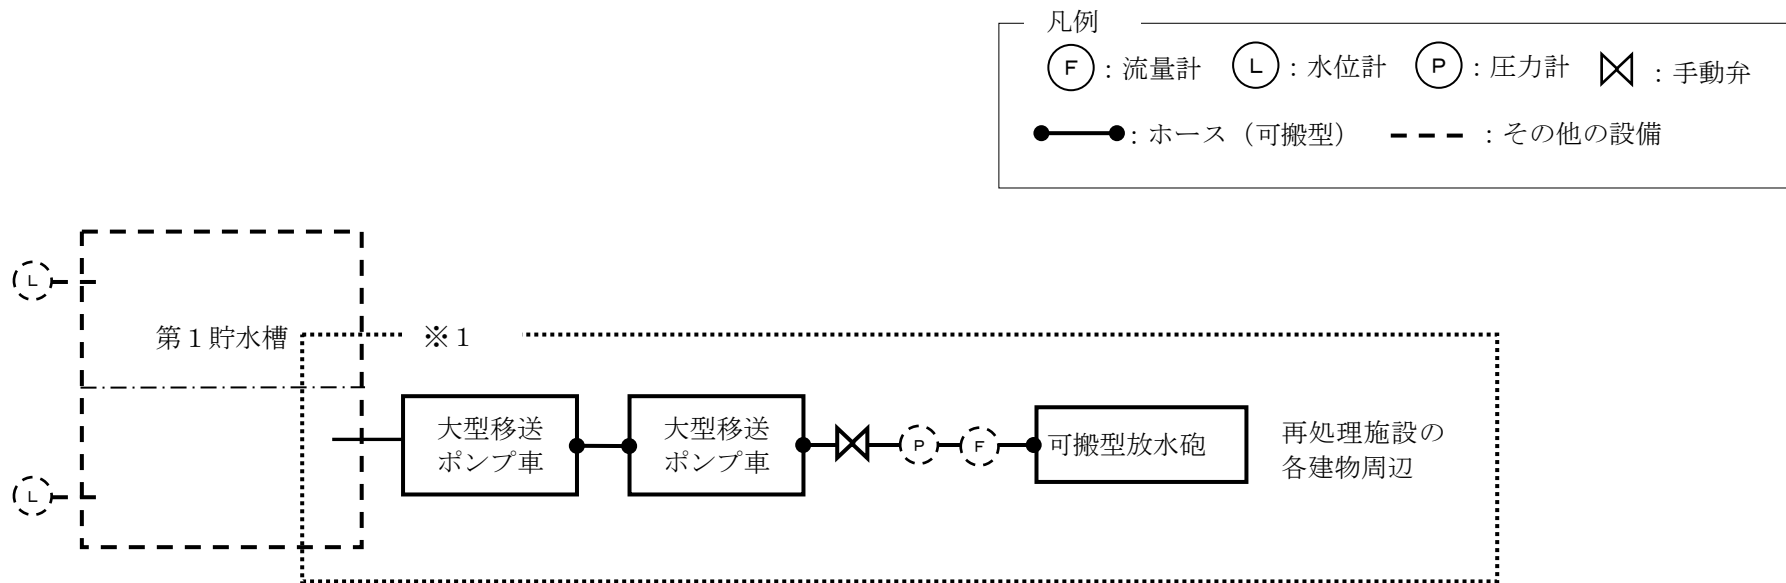 凡例
F：流量計 L：水位計 P：圧力計 ：手動弁
：ホース（可搬型） ：その他の設備
L
第１貯水槽
※１
大型移送
ポンプ車
大型移送
ポンプ車
P
F
可搬型放水砲
再処理施設の
各建物周辺
L